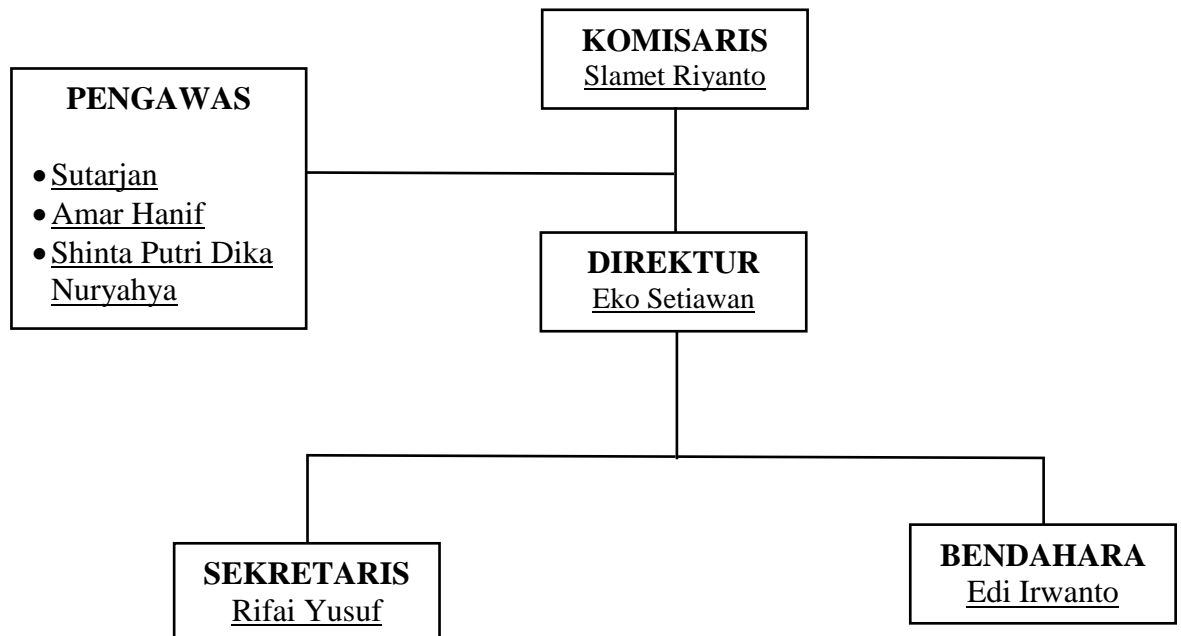 KOMISARIS
Slamet Riyanto
PENGAWAS
• Sutarjan
• Amar Hanif
• Shinta Putri Dika
Nuryahya
DIREKTUR
Eko Setiawan
SEKRETARIS
Rifai Yusuf
BENDAHARA
Edi Irwanto